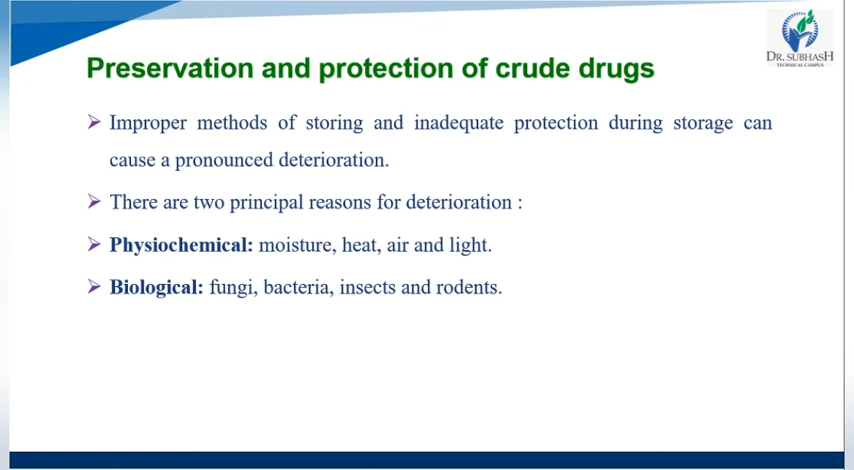 DR. SUBHASH
TECHNICAL CAMPUS
Preservation and protection of crude drugs
➢ Improper methods of storing and inadequate protection during storage can
cause a pronounced deterioration.
➢ There are two principal reasons for deterioration :
➢ Physiochemical: moisture, heat, air and light.
➢ Biological: fungi, bacteria, insects and rodents.